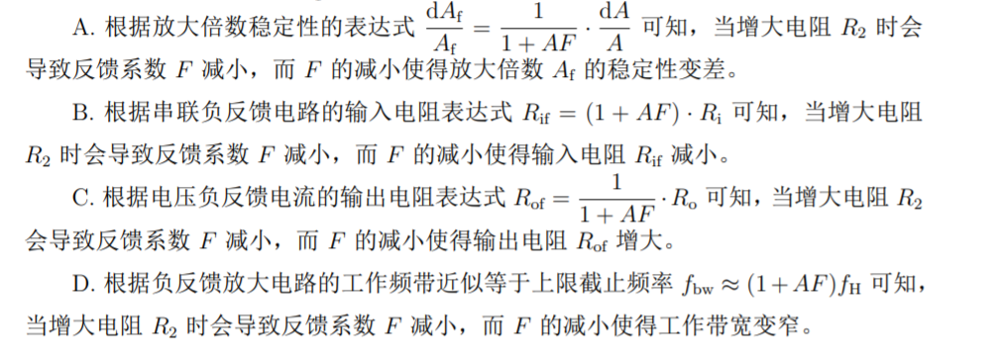 A. 根据放大倍数稳定性的表达式 $\frac{\mathrm{d}A_{\mathrm{f}}}{A_{\mathrm{f}}} = \frac{1}{1+AF} \cdot \frac{\mathrm{d}A}{A}$ 可知，当增大电阻 $R_2$ 时会
导致反馈系数 $F$ 减小，而 $F$ 的减小使得放大倍数 $A_{\mathrm{f}}$ 的稳定性变差。
B. 根据串联负反馈电路的输入电阻表达式 $R_{\mathrm{if}} = (1+AF) \cdot R_{\mathrm{i}}$ 可知，当增大电阻
$R_2$ 时会导致反馈系数 $F$ 减小，而 $F$ 的减小使得输入电阻 $R_{\mathrm{if}}$ 减小。
C. 根据电压负反馈电流的输出电阻表达式 $R_{\mathrm{of}} = \frac{1}{1+AF} \cdot R_{\mathrm{o}}$ 可知，当增大电阻 $R_2$
会导致反馈系数 $F$ 减小，而 $F$ 的减小使得输出电阻 $R_{\mathrm{of}}$ 增大。
D. 根据负反馈放大电路的工作频带近似等于上限截止频率 $f_{\mathrm{bw}} \approx (1+AF)f_{\mathrm{H}}$ 可知，
当增大电阻 $R_2$ 时会导致反馈系数 $F$ 减小，而 $F$ 的减小使得工作带宽变窄。